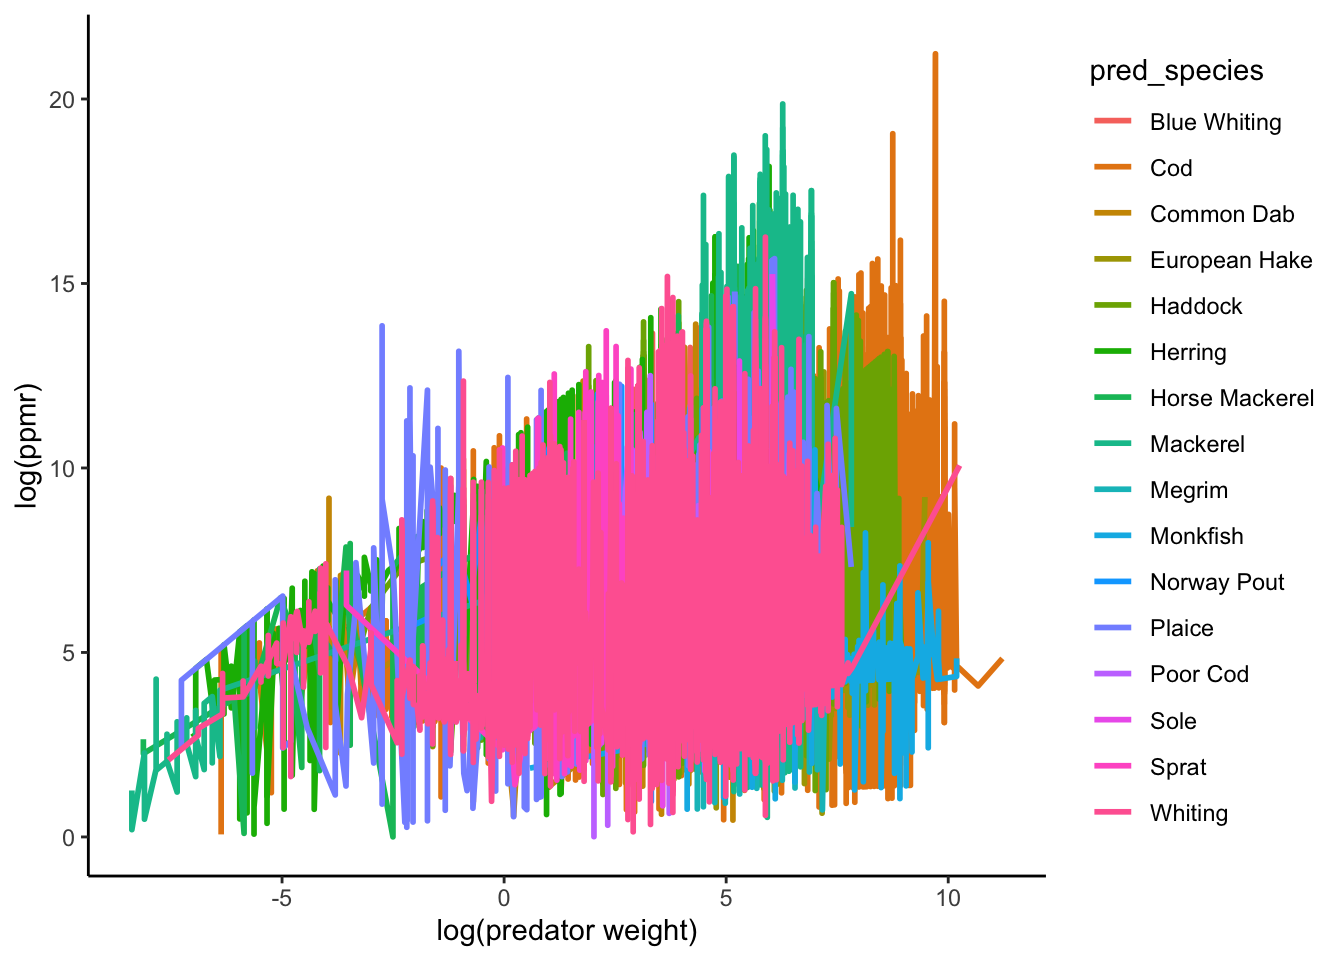 pred_species
Blue Whiting
Cod
Common Dab
European Hake
Haddock
Herring
Horse Mackerel
Mackerel
Megrim
Monkfish
Norway Pout
Plaice
Poor Cod
Sole
Sprat
Whiting
log(ppmr)
20
15
10
5
0
-5
0
5
10
log(predator weight)